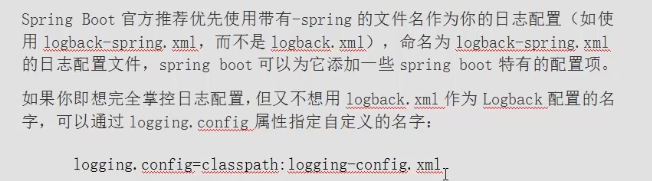 Spring Boot 官方推荐优先使用带有-spring 的文件名作为你的日志配置（如使
用 logback-spring.xml，而不是 logback.xml），命名为 logback-spring.xml
的日志配置文件，spring boot 可以为它添加一些 spring boot 特有的配置项。
如果你即想完全掌控日志配置，但又不想用 logback.xml 作为 Logback 配置的名
字，可以通过 logging.config 属性指定自定义的名字：
logging.config=classpath:logging-config.xml